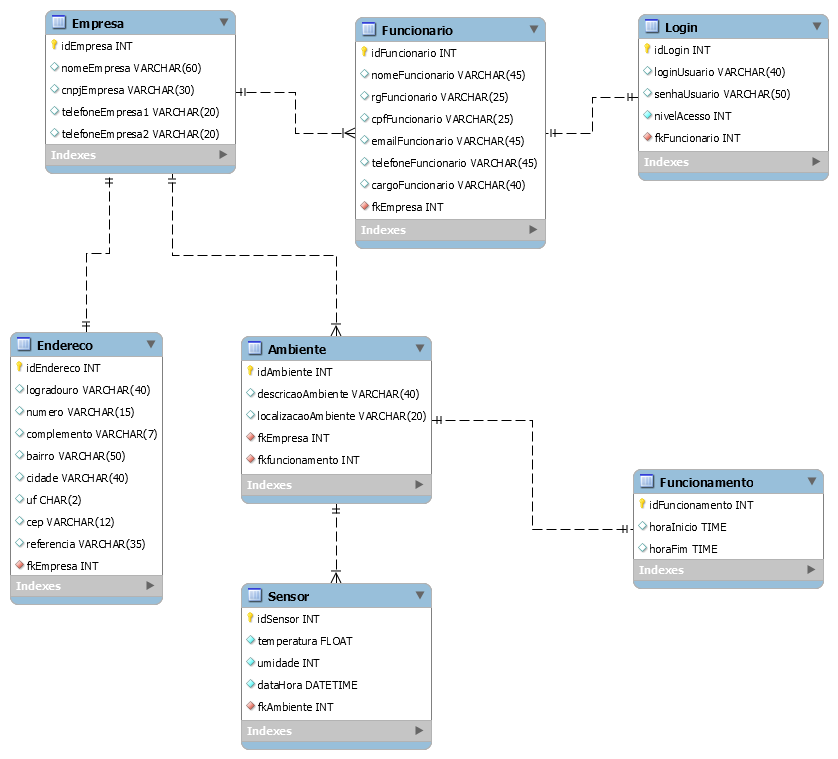 Empresa
idEmpresa INT
nomeEmpresa VARCHAR(60)
cnpjEmpresa VARCHAR(30)
telefoneEmpresa1 VARCHAR(20)
telefoneEmpresa2 VARCHAR(20)
Indexes
Funcionario
idFuncionario INT
nomeFuncionario VARCHAR(45)
rgFuncionario VARCHAR(25)
cpfFuncionario VARCHAR(25)
emailFuncionario VARCHAR(45)
telefoneFuncionario VARCHAR(45)
cargoFuncionario VARCHAR(40)
fkEmpresa INT
Indexes
Login
idLogin INT
loginUsuario VARCHAR(40)
senhaUsuario VARCHAR(50)
nivelAcesso INT
fkFuncionario INT
Indexes
Endereco
idEndereco INT
logradouro VARCHAR(40)
numero VARCHAR(15)
complemento VARCHAR(7)
bairro VARCHAR(50)
cidade VARCHAR(40)
uf CHAR(2)
cep VARCHAR(12)
referencia VARCHAR(35)
fkEmpresa INT
Indexes
Ambiente
idAmbiente INT
descricaoAmbiente VARCHAR(40)
localizacaoAmbiente VARCHAR(20)
fkEmpresa INT
fkfuncionamento INT
Indexes
Funcionamento
idFuncionamento INT
horaInicio TIME
horaFim TIME
Indexes
Sensor
idSensor INT
temperatura FLOAT
umidade INT
dataHora DATETIME
fkAmbiente INT
Indexes